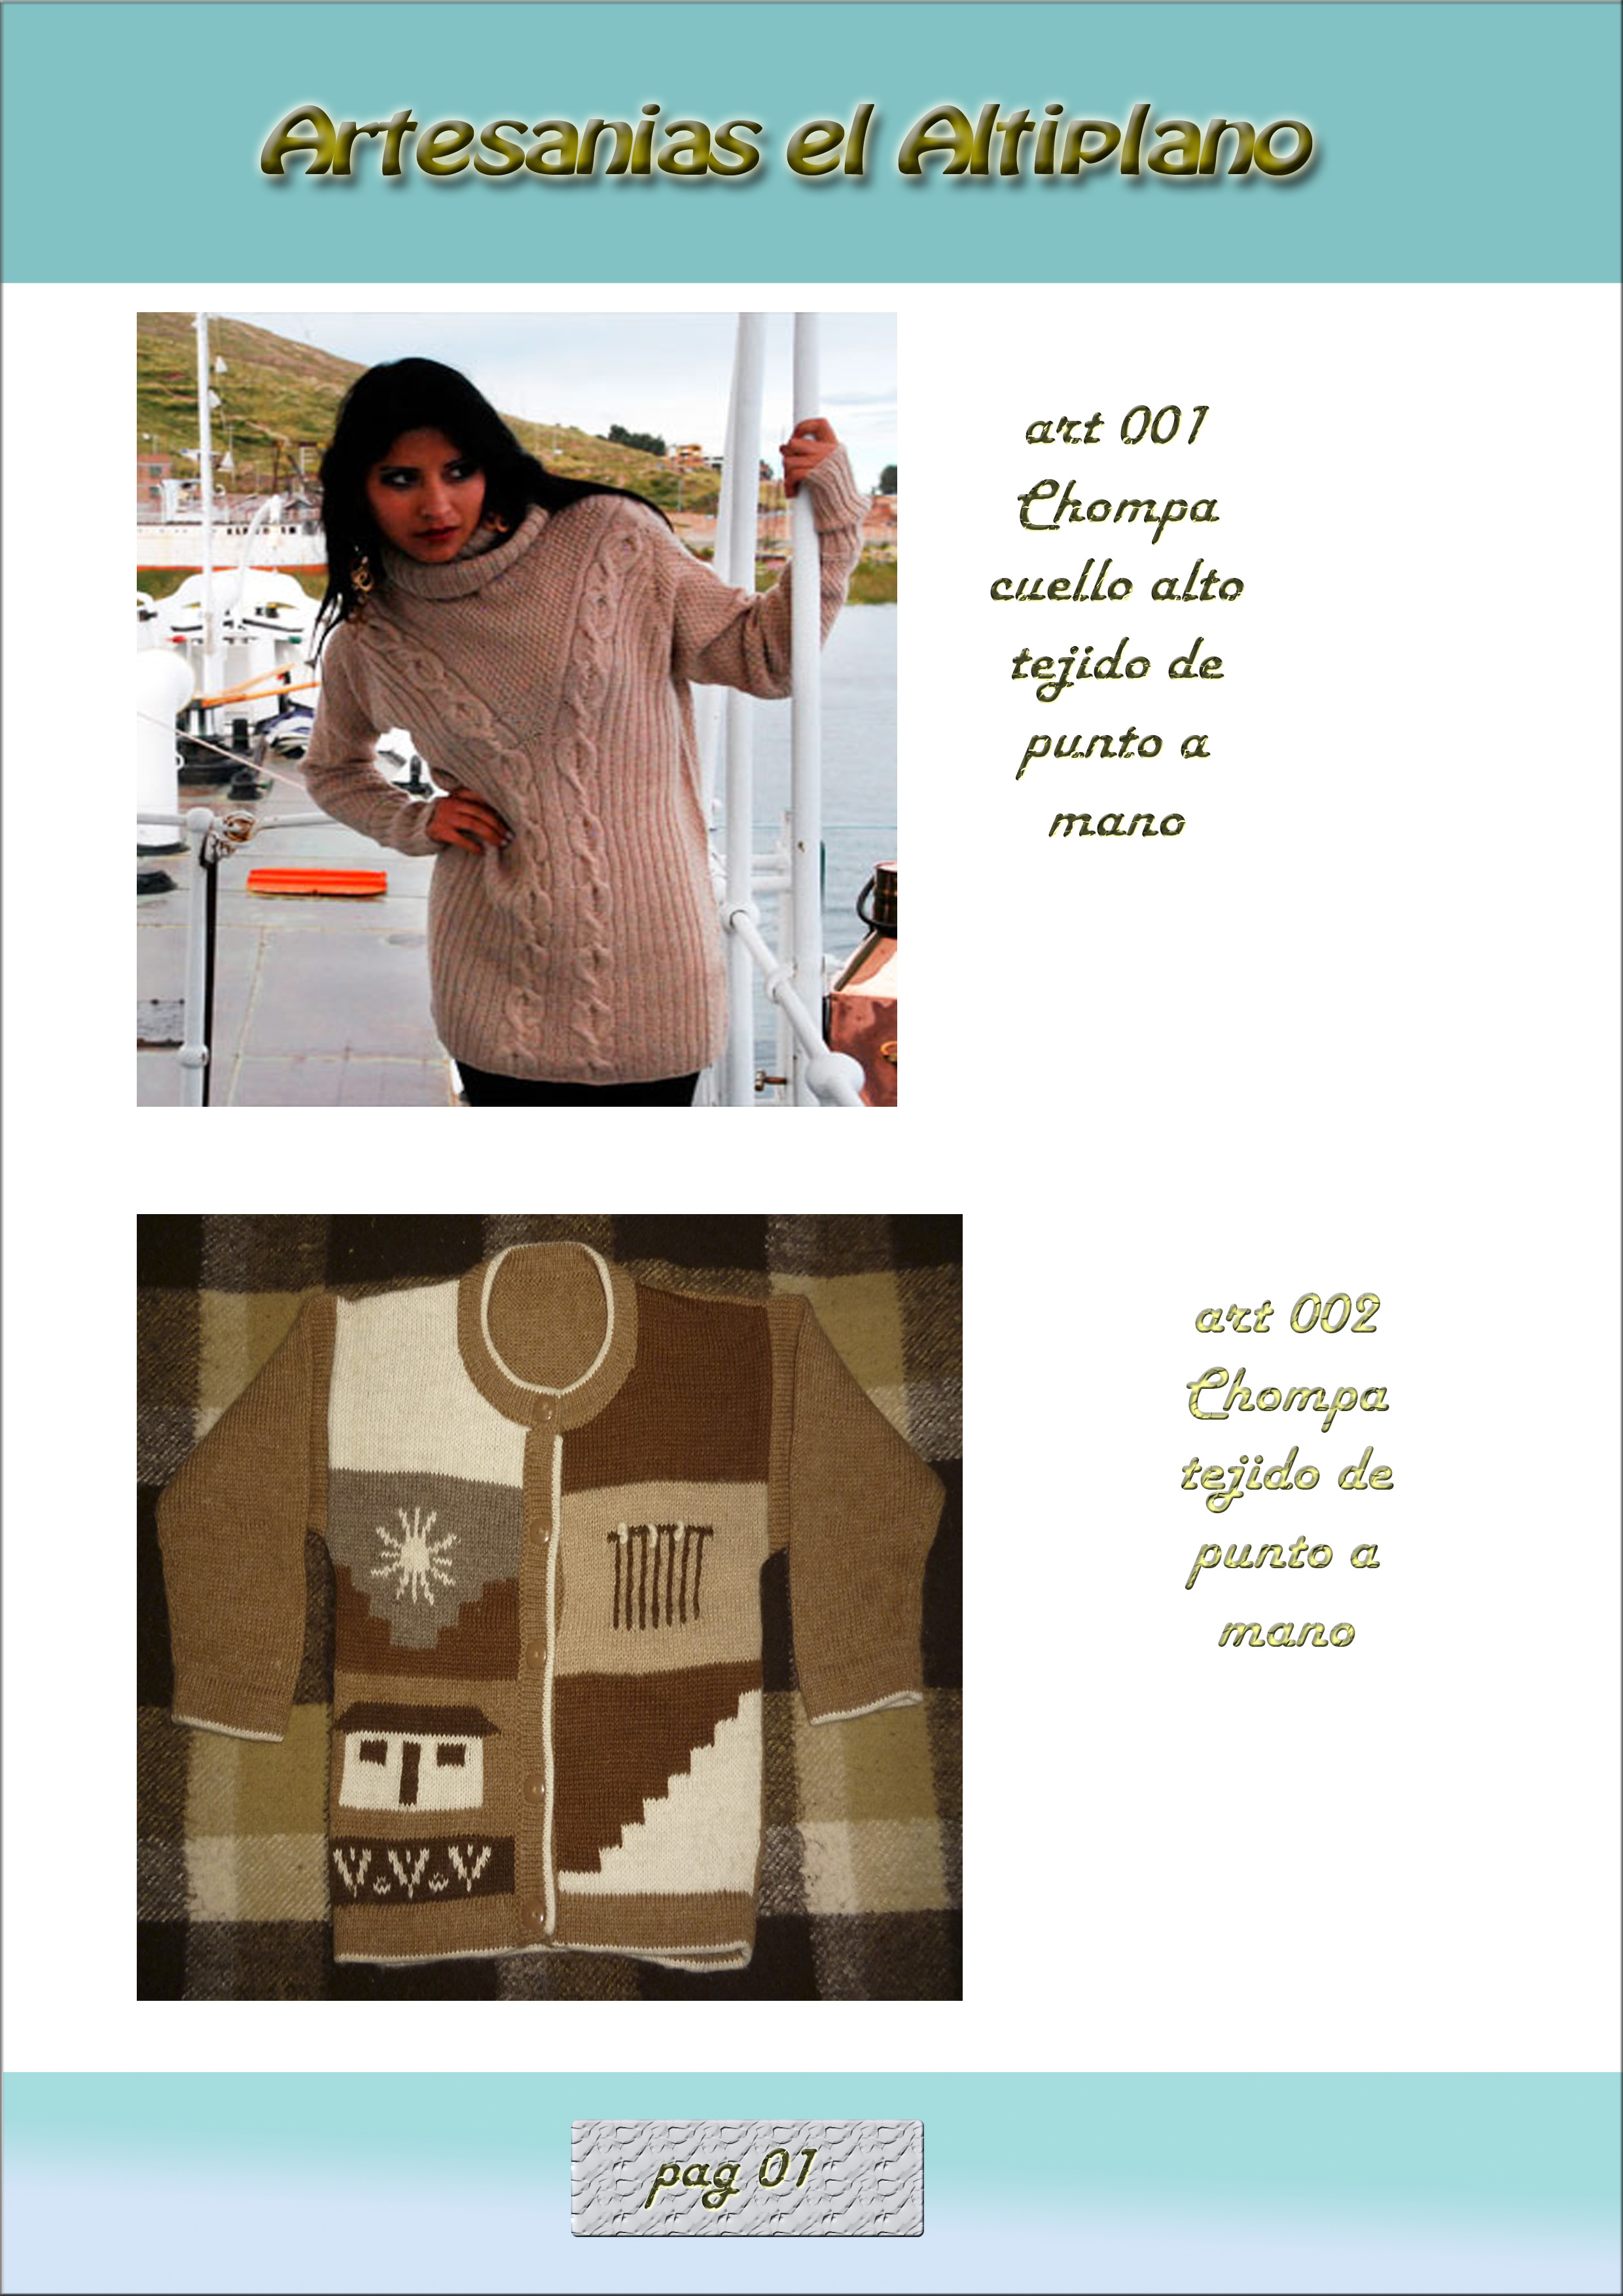 Artesanias el Altiplano
art 001
Chompa
cuello alto
tejido de
punto a
mano
art 002
Chompa
tejido de
punto a
mano
pag 01